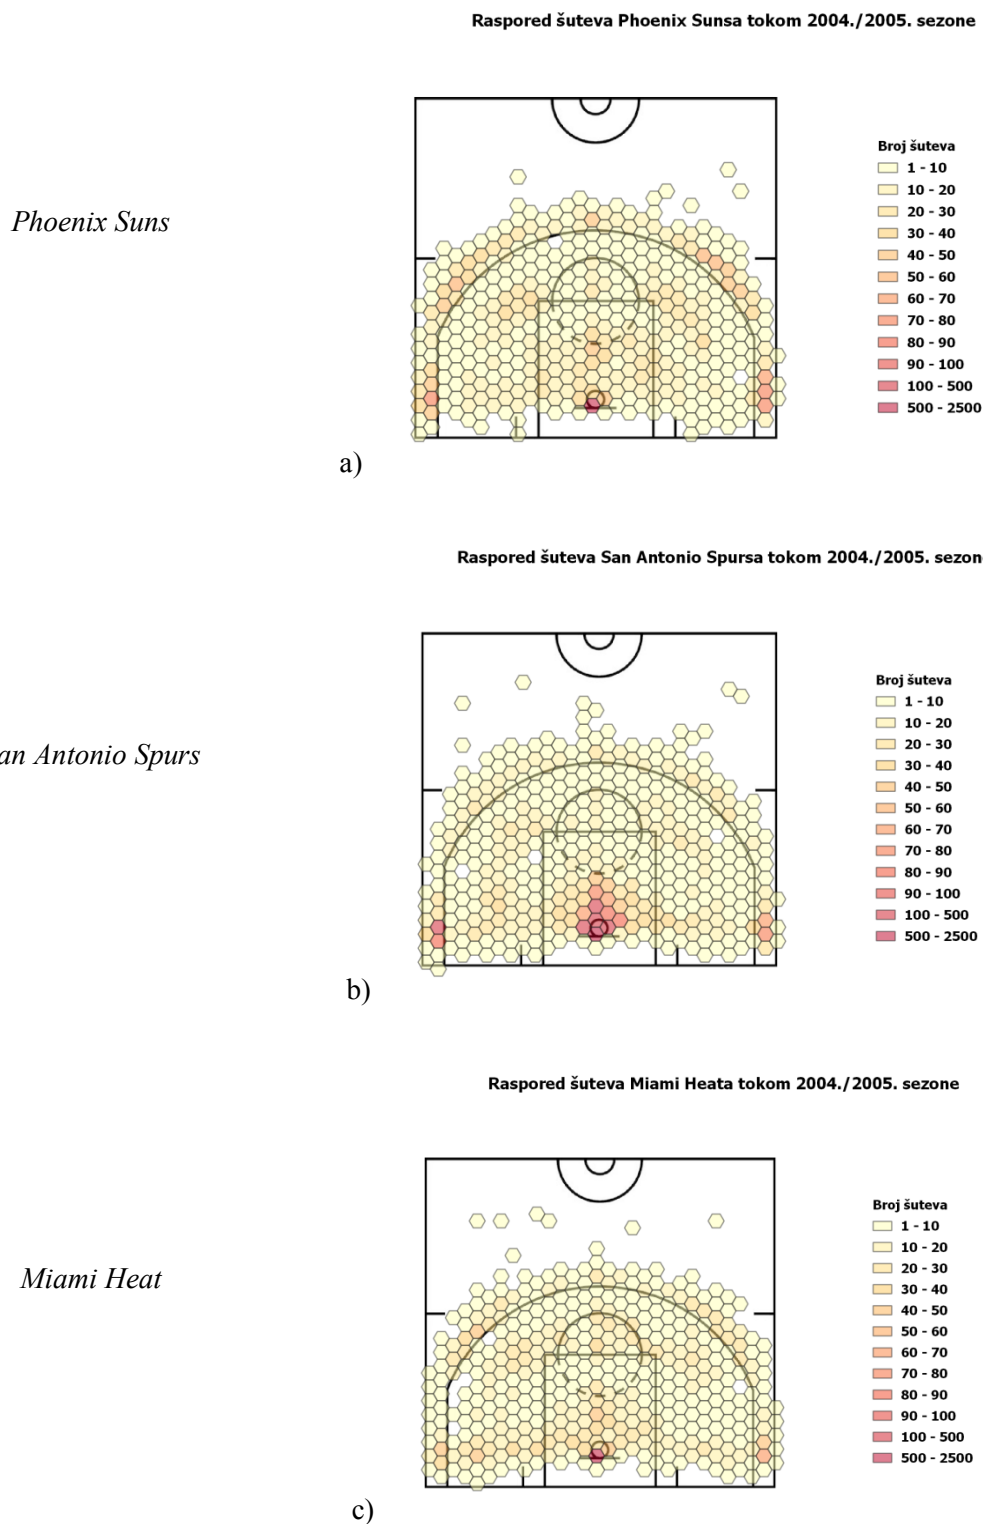 Raspored šuteva Phoenix Sunsa tokom 2004./2005. sezone
Phoenix Suns
Broj šuteva
1 - 10
10 - 20
20 - 30
30 - 40
40 - 50
50 - 60
60 - 70
70 - 80
80 - 90
90 - 100
100 - 500
500 - 2500
a)
Raspored šuteva San Antonio Spursa tokom 2004./2005. sezon
an Antonio Spurs
Broj šuteva
1 - 10
10 - 20
20 - 30
30 - 40
40 - 50
50 - 60
60 - 70
70 - 80
80 - 90
90 - 100
100 - 500
500 - 2500
b)
Raspored šuteva Miami Heata tokom 2004./2005. sezone
Miami Heat
Broj šuteva
1 - 10
10 - 20
20 - 30
30 - 40
40 - 50
50 - 60
60 - 70
70 - 80
80 - 90
90 - 100
100 - 500
500 - 2500
c)